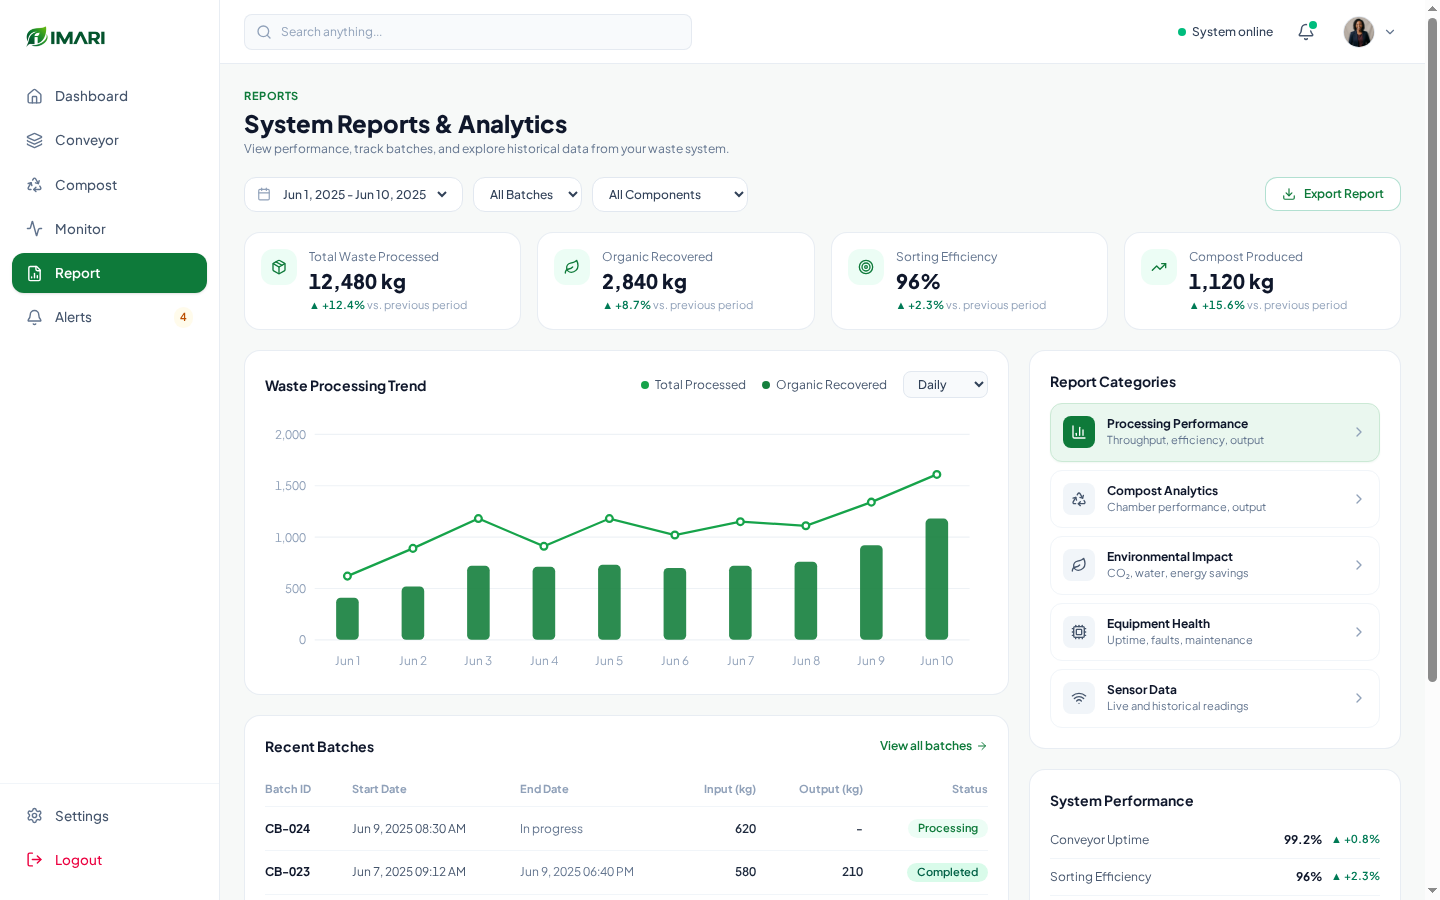 IMARI
Search anything...
System online
Dashboard
Conveyor
Compost
Monitor
Report
Alerts
4
Settings
Logout
REPORTS
System Reports & Analytics
View performance, track batches, and explore historical data from your waste system.
Jun 1, 2025 - Jun 10, 2025
All Batches
All Components
Export Report
Total Waste Processed
12,480 kg
▲ +12.4% vs. previous period
Organic Recovered
2,840 kg
▲ +8.7% vs. previous period
Sorting Efficiency
96%
▲ +2.3% vs. previous period
Compost Produced
1,120 kg
▲ +15.6% vs. previous period
Waste Processing Trend
Total Processed
Organic Recovered
Daily
2,000
1,500
1,000
500
0
Jun 1 Jun 2 Jun 3 Jun 4 Jun 5 Jun 6 Jun 7 Jun 8 Jun 9 Jun 10
Report Categories
Processing Performance
Throughput, efficiency, output
Compost Analytics
Chamber performance, output
Environmental Impact
CO₂, water, energy savings
Equipment Health
Uptime, faults, maintenance
Sensor Data
Live and historical readings
Recent Batches
View all batches →
Batch ID Start Date End Date Input (kg) Output (kg) Status
CB-024 Jun 9, 2025 08:30 AM In progress 620 - Processing
CB-023 Jun 7, 2025 09:12 AM Jun 9, 2025 06:40 PM 580 210 Completed
System Performance
Conveyor Uptime 99.2% ▲ +0.8%
Sorting Efficiency 96% ▲ +2.3%